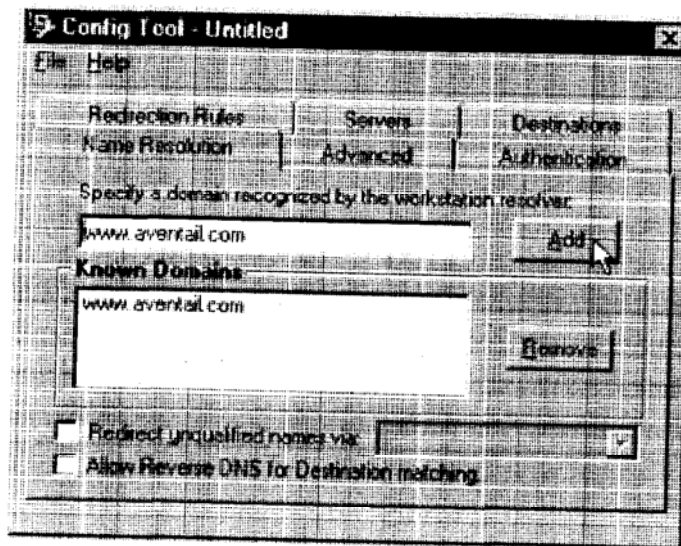 Config Tool - Untitled
File Help
Redirection Rules Servers Destinations
Name Resolution Advanced Authentication
Specify a domain recognized by the workstation resolver.
www.aventail.com Add
Known Domains
www.aventail.com
Remove
Redirect unqualified names via:
Allow Reverse DNS for Destination matching.